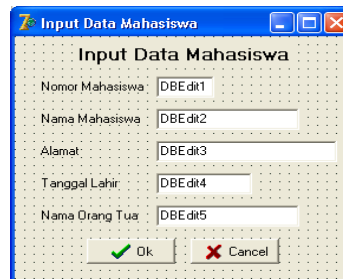 Input Data Mahasiswa
Input Data Mahasiswa
Nomor Mahasiswa DBEdit1
Nama Mahasiswa DBEdit2
Alamat DBEdit3
Tanggal Lahir DBEdit4
Nama Orang Tua DBEdit5
Ok Cancel